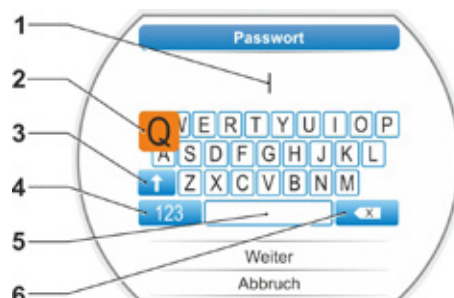 Passwort
1
2
3
4
5
6
Q W E R T Y U I O P
A S D F G H J K L
↑ Z X C V B N M
123
Weiter
Abbruch